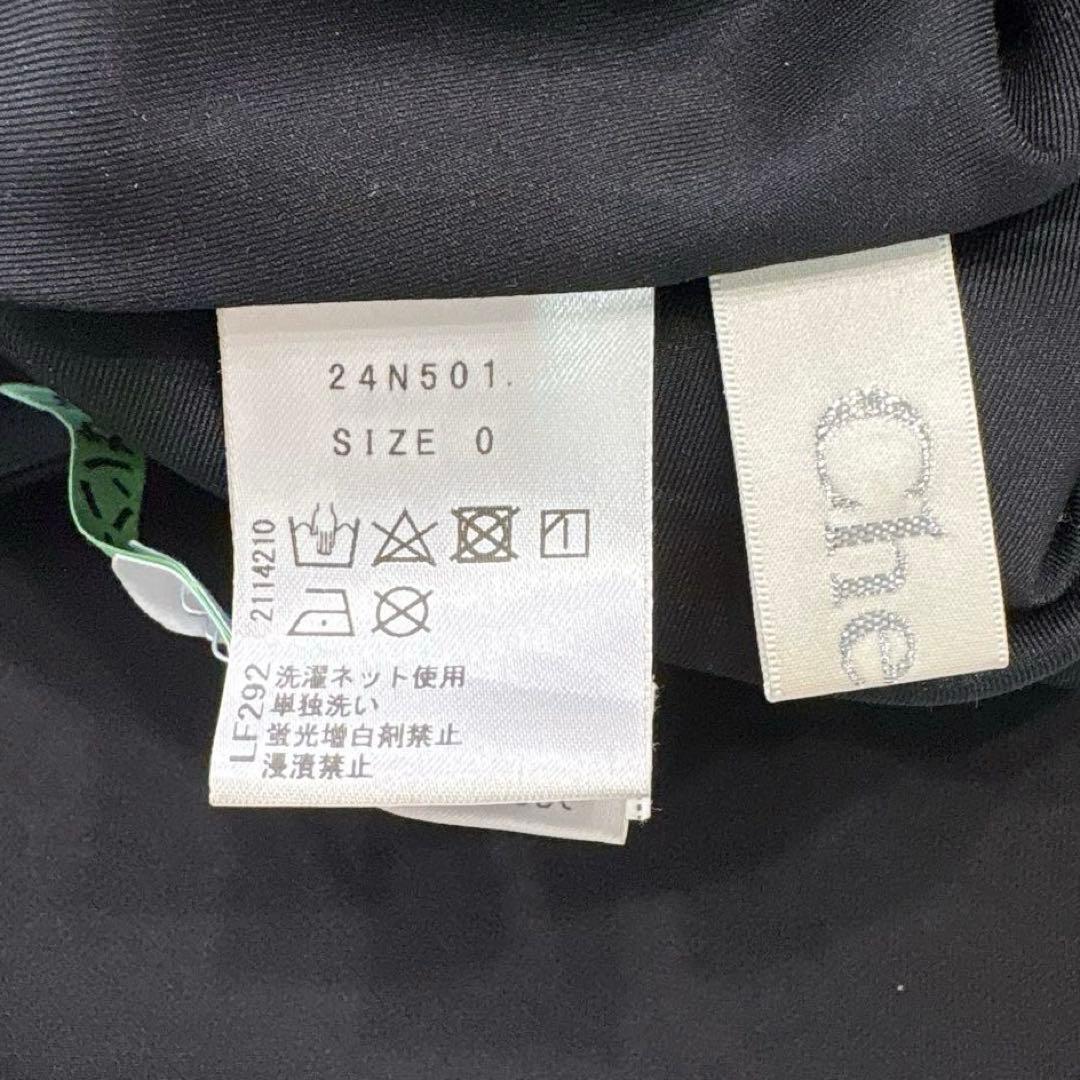 24N501.
SIZE 0
2114210
LF292
洗濯ネット使用
単独洗い
蛍光増白剤禁止
浸漬禁止
Che